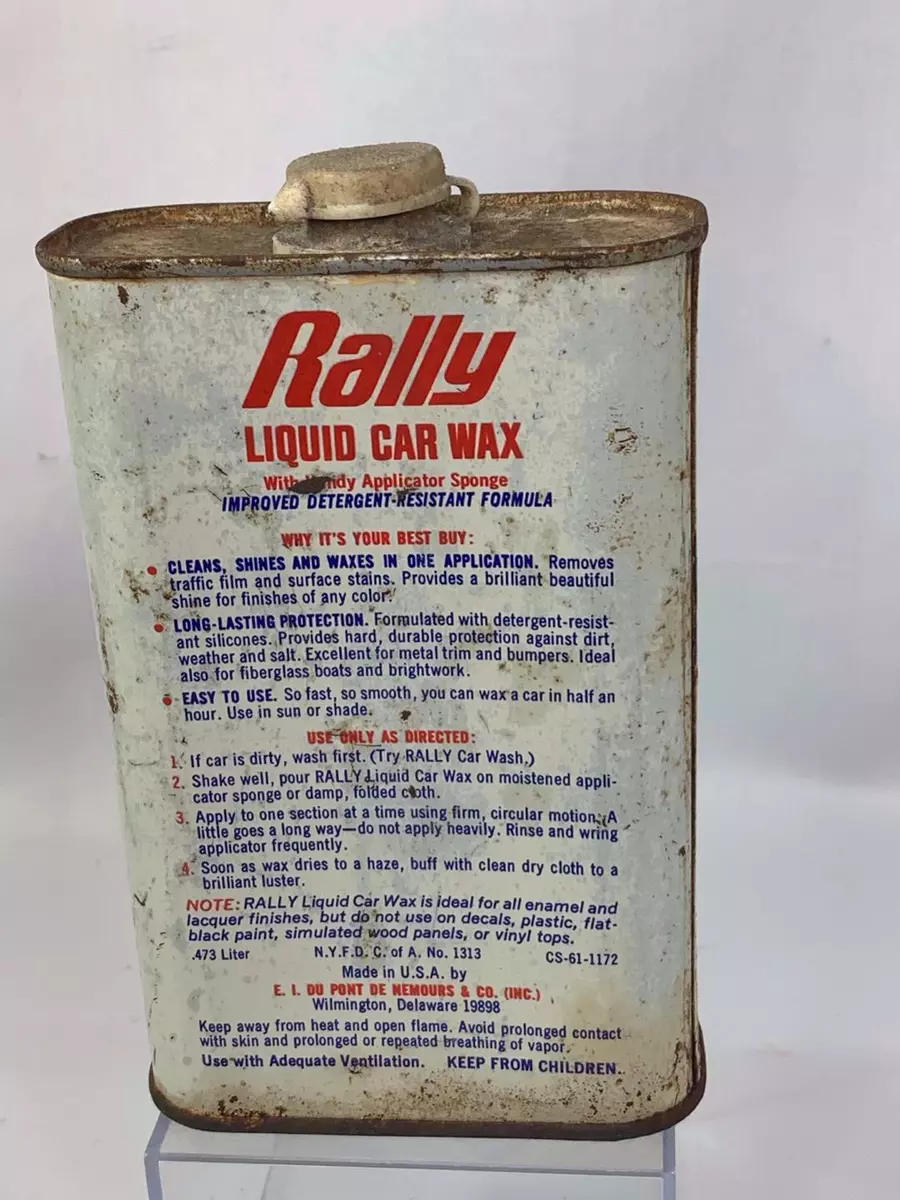 Rally
LIQUID CAR WAX
With Applicator Sponge
IMPROVED DETERGENT-RESISTANT FORMULA
WHY IT'S YOUR BEST BUY:
• CLEANS, SHINES AND WAXES IN ONE APPLICATION. Removes
traffic film and surface stains. Provides a brilliant beautiful
shine for finishes of any color.
• LONG-LASTING PROTECTION. Formulated with detergent-resist-
ant silicones. Provides hard, durable protection against dirt,
weather and salt. Excellent for metal trim and bumpers. Ideal
also for fiberglass boats and brightwork.
• EASY TO USE. So fast, so smooth, you can wax a car in half an
hour. Use in sun or shade.
USE ONLY AS DIRECTED:
1. If car is dirty, wash first. (Try RALLY Car Wash.)
2. Shake well, pour RALLY Liquid Car Wax on moistened appli-
cator sponge or damp, folded cloth.
3. Apply to one section at a time using firm, circular motion. (A
little goes a long way—do not apply heavily. Rinse and wring
applicator frequently.
4. Soon as wax dries to a haze, buff with clean dry cloth to a
brilliant luster.
NOTE: RALLY Liquid Car Wax is ideal for all enamel and
lacquer finishes, but do not use on decals, plastic, flat-
black paint, simulated wood panels, or vinyl tops.
.473 Liter N.Y.F.D. C. of A. No. 1313 CS-61-1172
Made in U.S.A. by
E. I. DU PONT DE NEMOURS & CO. (INC.)
Wilmington, Delaware 19898
Keep away from heat and open flame. Avoid prolonged contact
with skin and prolonged or repeated breathing of vapor.
Use with Adequate Ventilation. KEEP FROM CHILDREN.